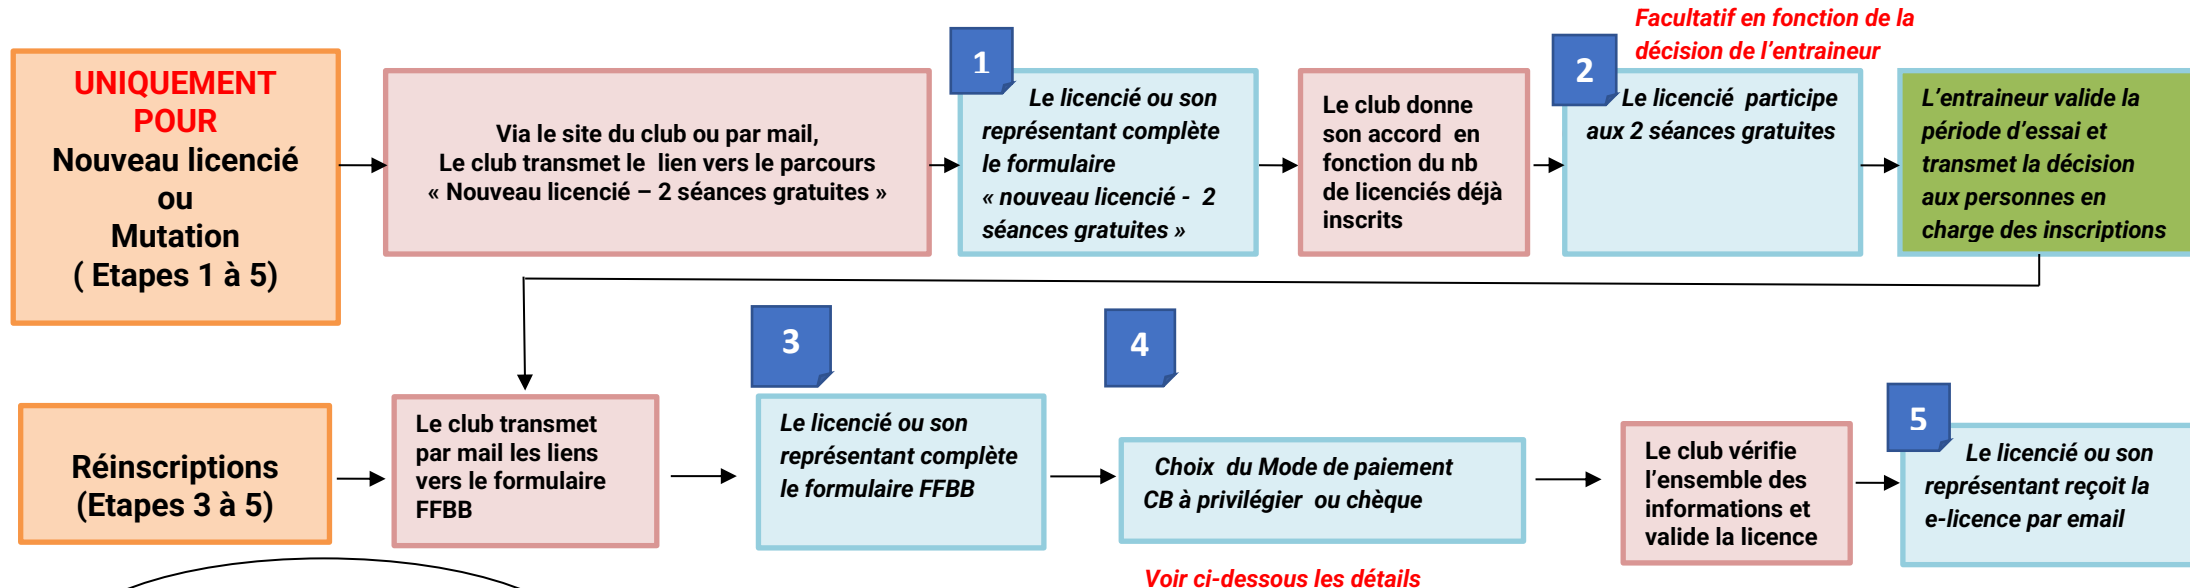 UNIQUEMENT
POUR
Nouveau licencié
ou
Mutation
( Etapes 1 à 5)
Via le site du club ou par mail,
Le club transmet le lien vers le parcours
« Nouveau licencié – 2 séances gratuites »
1
Le licencié ou son
représentant complète
le formulaire
« nouveau licencié - 2
séances gratuites »
Le club donne
son accord en
fonction du nb
de licenciés déjà
inscrits
Facultatif en fonction de la
décision de l'entraineur
2
Le licencié participe
aux 2 séances gratuites
L'entraineur valide la
période d'essai et
transmet la décision
aux personnes en
charge des inscriptions
Réinscriptions
(Etapes 3 à 5)
Le club transmet
par mail les liens
vers le formulaire
FFBB
3
Le licencié ou son
représentant complète
le formulaire FFBB
4
Choix du Mode de paiement
CB à privilégier ou chèque
Voir ci-dessous les détails
Le club vérifie
l'ensemble des
informations et
valide la licence
5
Le licencié ou son
représentant reçoit la
e-licence par email